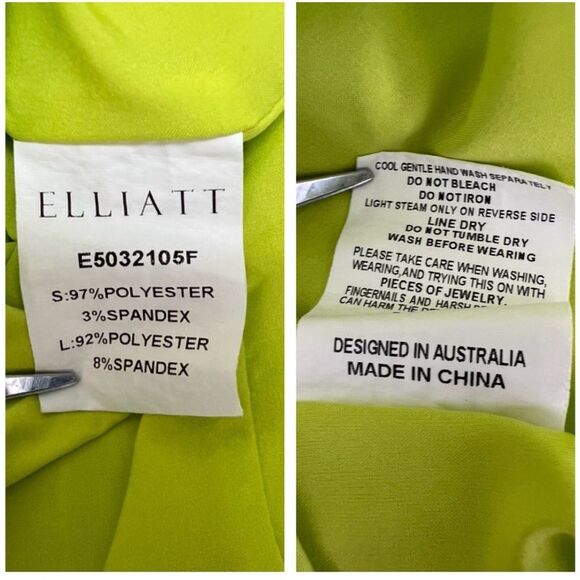 ELLIATT
E5032105F
S:97%POLYESTER
3%SPANDEX
L:92%POLYESTER
8%SPANDEX
COOL GENTLE HAND WASH SEPARATELY
DO NOT BLEACH
DO NOT IRON
LIGHT STEAM ONLY ON REVERSE SIDE
LINE DRY
DO NOT TUMBLE DRY
WASH BEFORE WEARING
PLEASE TAKE CARE WHEN WASHING,
WEARING,AND TRYING THIS ON WITH
PIECES OF JEWELRY.
FINGERNAILS AND HARSH
CAN HARM THE
DESIGNED IN AUSTRALIA
MADE IN CHINA